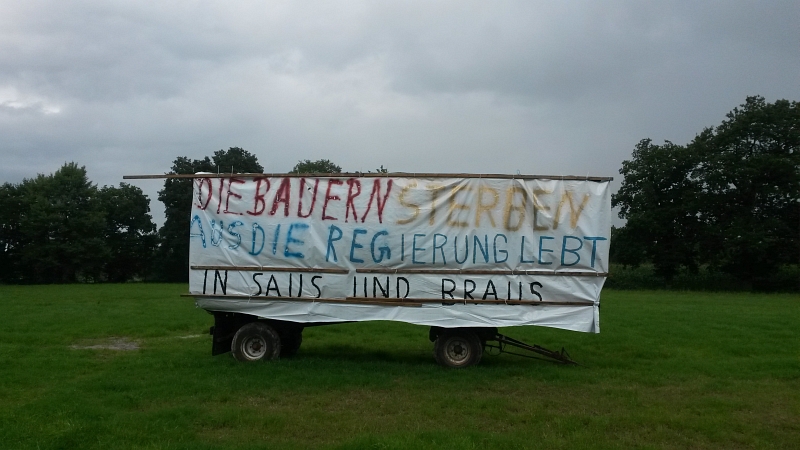 DIE BAUERN STERBEN
AUS DIE REGIERUNG LEBT
IN SAUS UND BRAUS